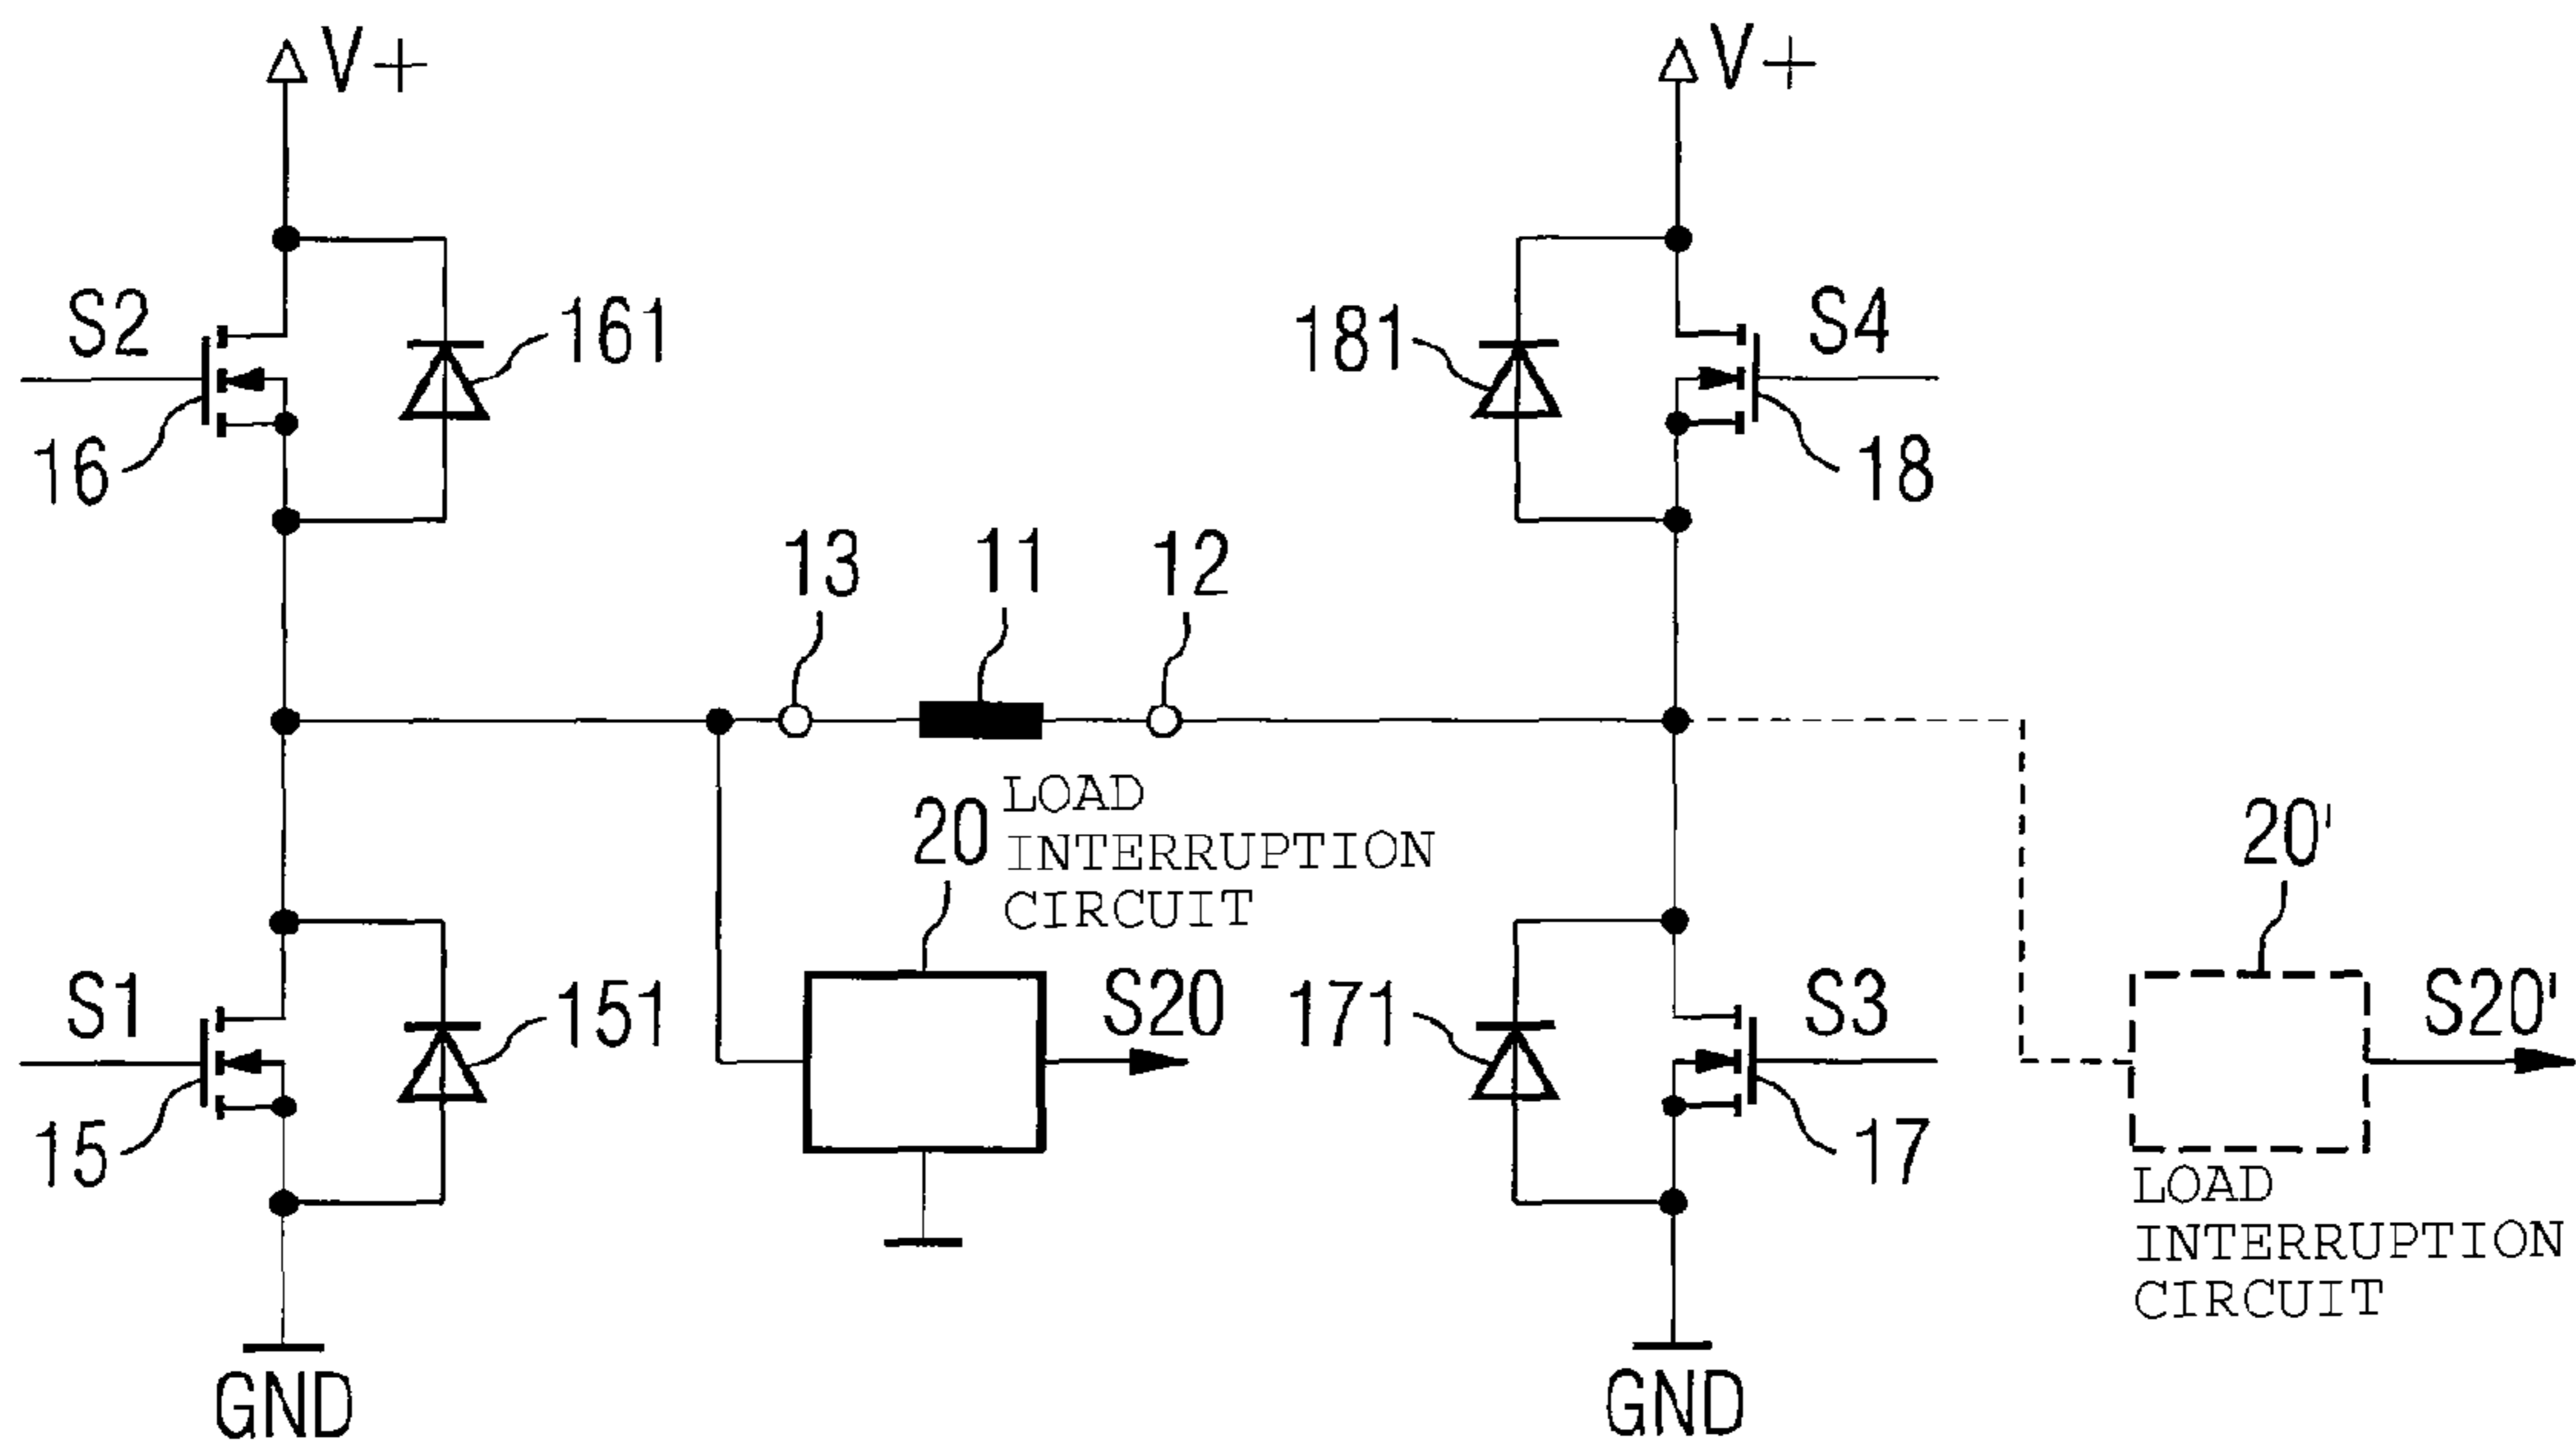 V+
V+
S2
161
181
S4
16
18
13
11
12
20
LOAD
INTERRUPTION
CIRCUIT
20'
S1
151
S20
171
S3
S20'
15
17
LOAD
INTERRUPTION
CIRCUIT
GND
GND